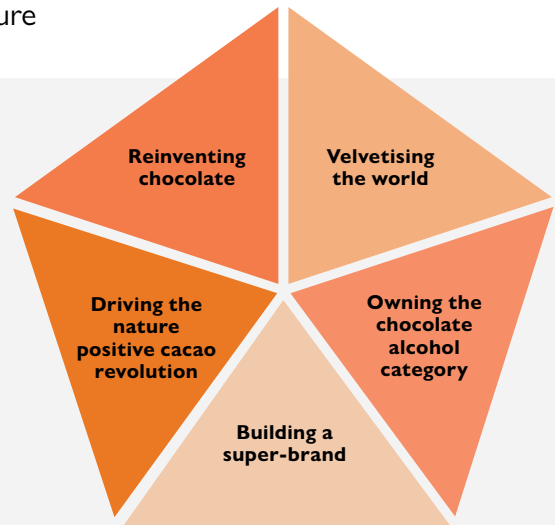 ure
Reinventing
chocolate
Velvetising
the world
Driving the
nature
positive cacao
revolution
Owning the
chocolate
alcohol
category
Building a
super-brand